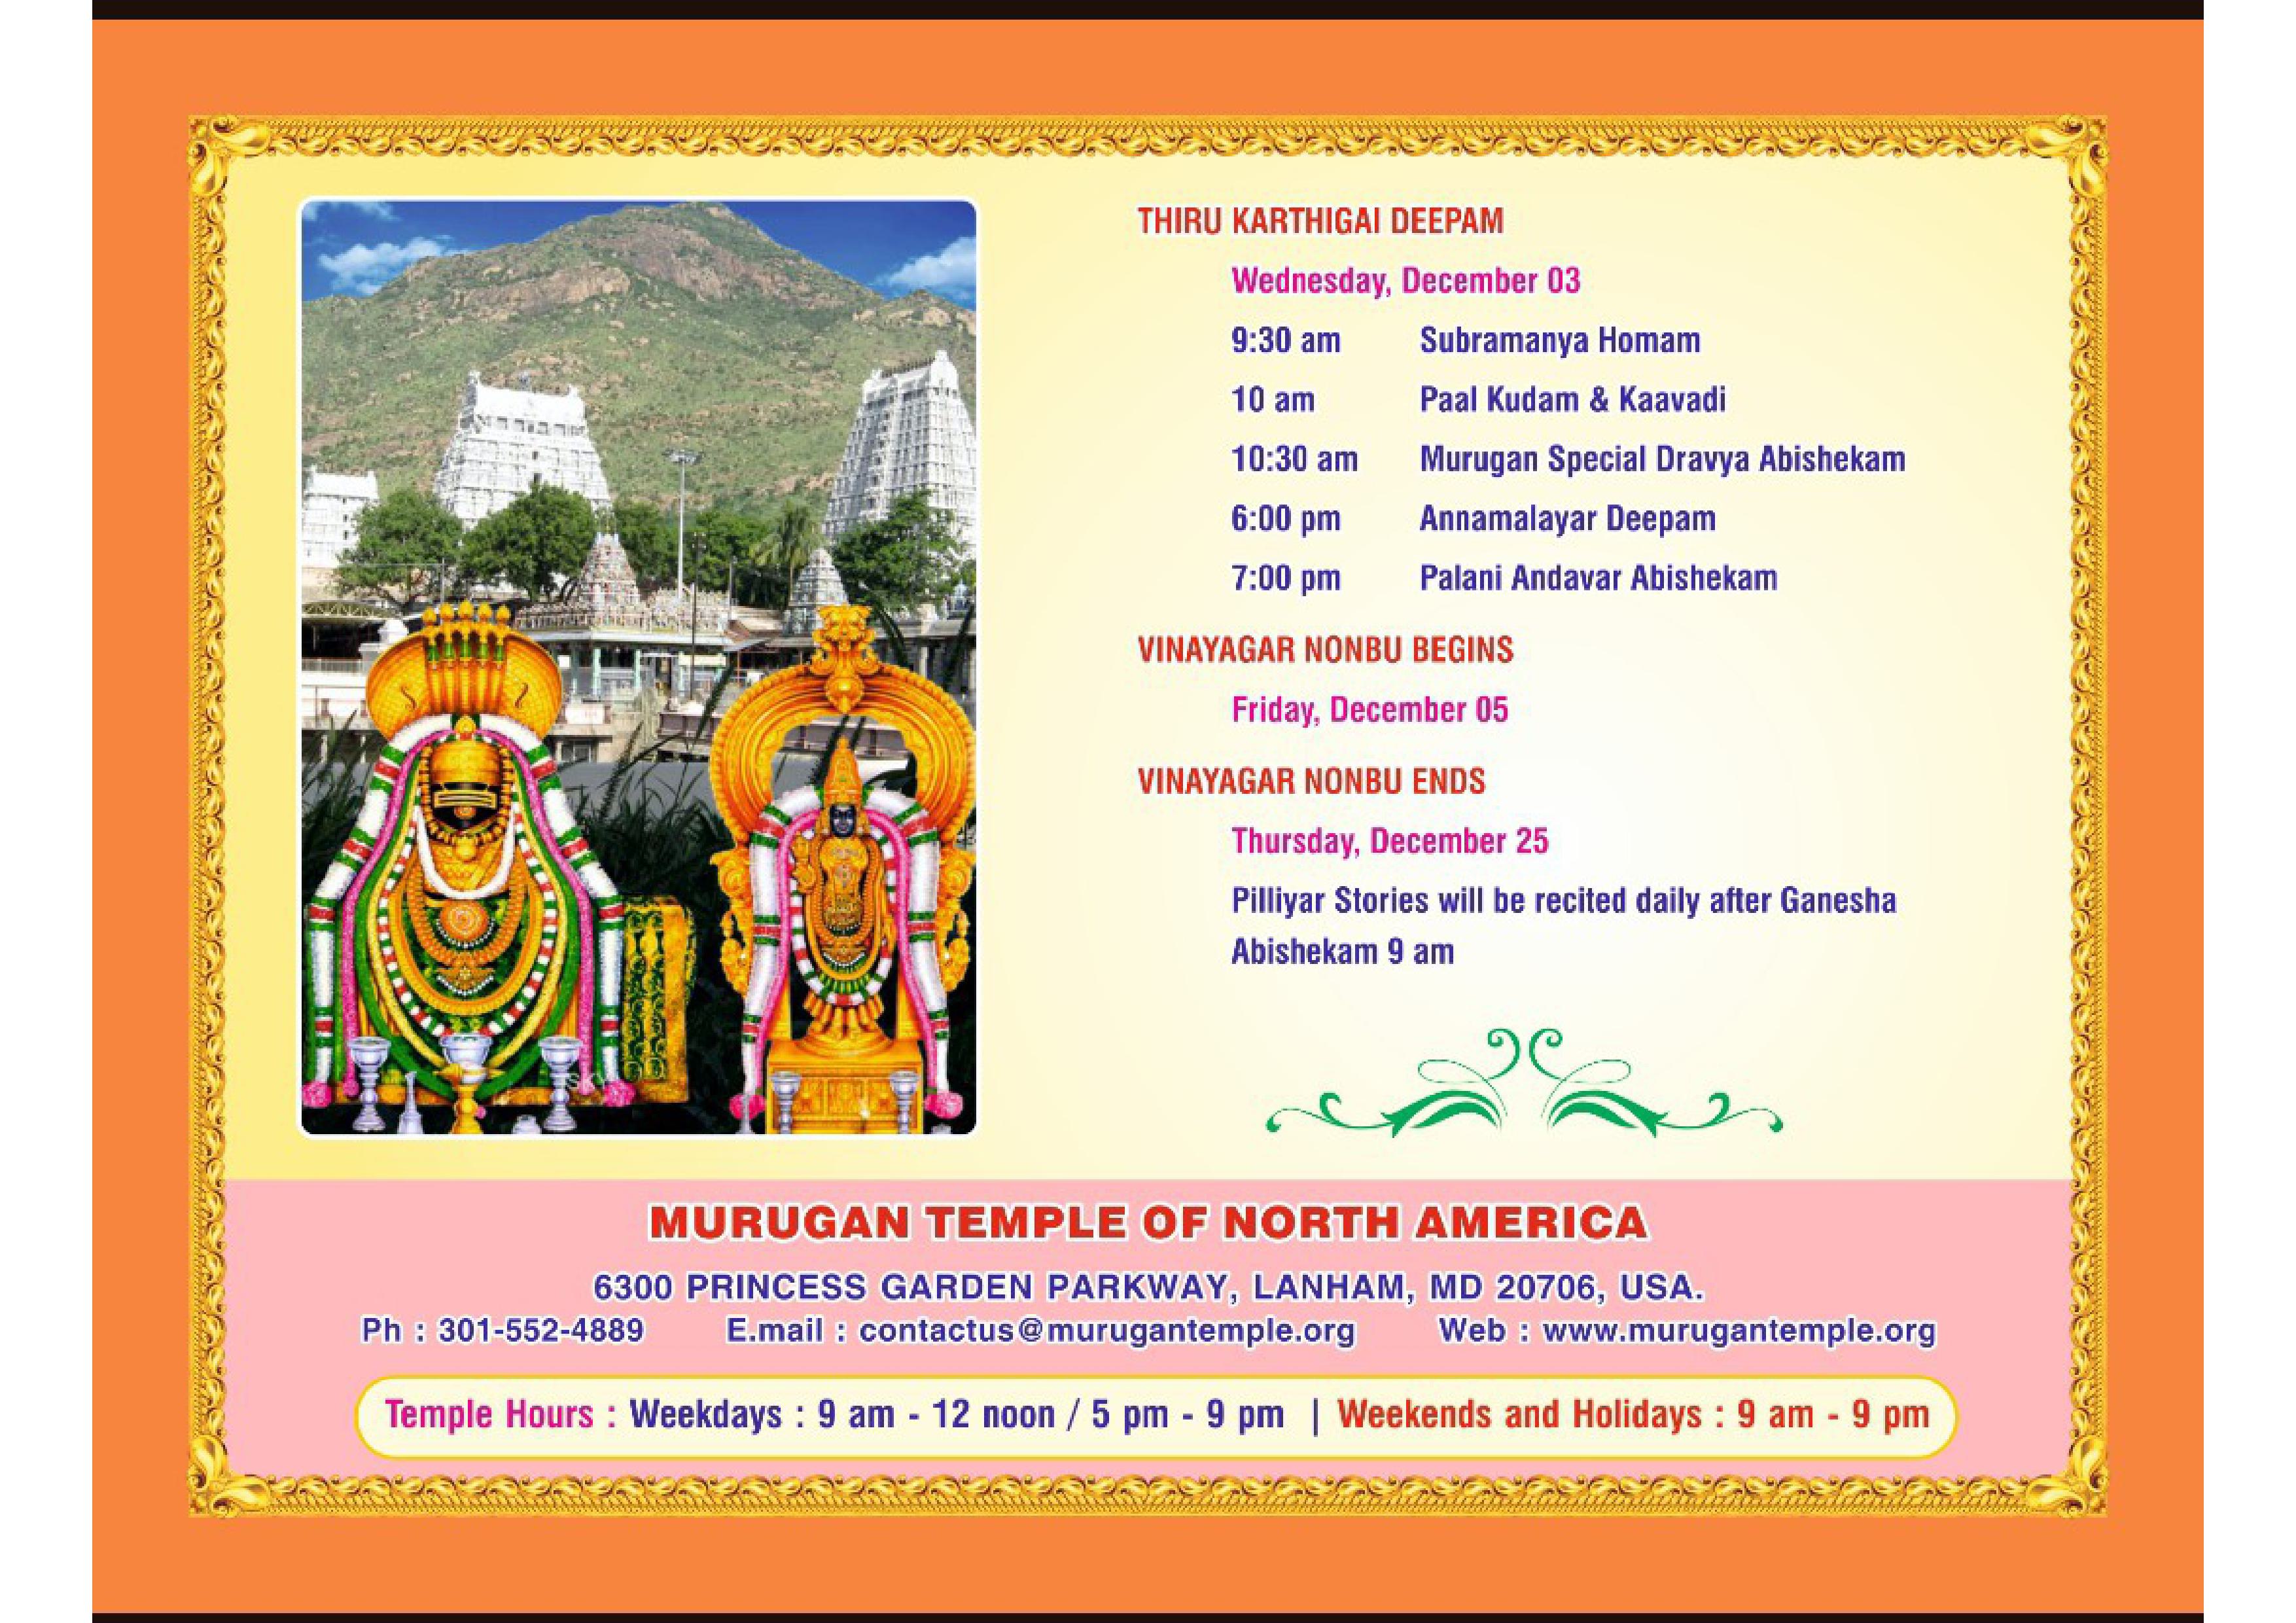 THIRU KARTHIGAI DEEPAM
Wednesday, December 03
9:30 am Subramanya Homam
10 am Paal Kudam & Kaavadi
10:30 am Murugan Special Dravya Abishekam
6:00 pm Annamalayar Deepam
7:00 pm Palani Andavar Abishekam
VINAYAGAR NONBU BEGINS
Friday, December 05
VINAYAGAR NONBU ENDS
Thursday, December 25
Pilliyar Stories will be recited daily after Ganesha
Abishekam 9 am
MURUGAN TEMPLE OF NORTH AMERICA
6300 PRINCESS GARDEN PARKWAY, LANHAM, MD 20706, USA.
Ph : 301-552-4889 E.mail : contactus@murugantemple.org Web : www.murugantemple.org
Temple Hours : Weekdays : 9 am - 12 noon / 5 pm - 9 pm | Weekends and Holidays : 9 am - 9 pm